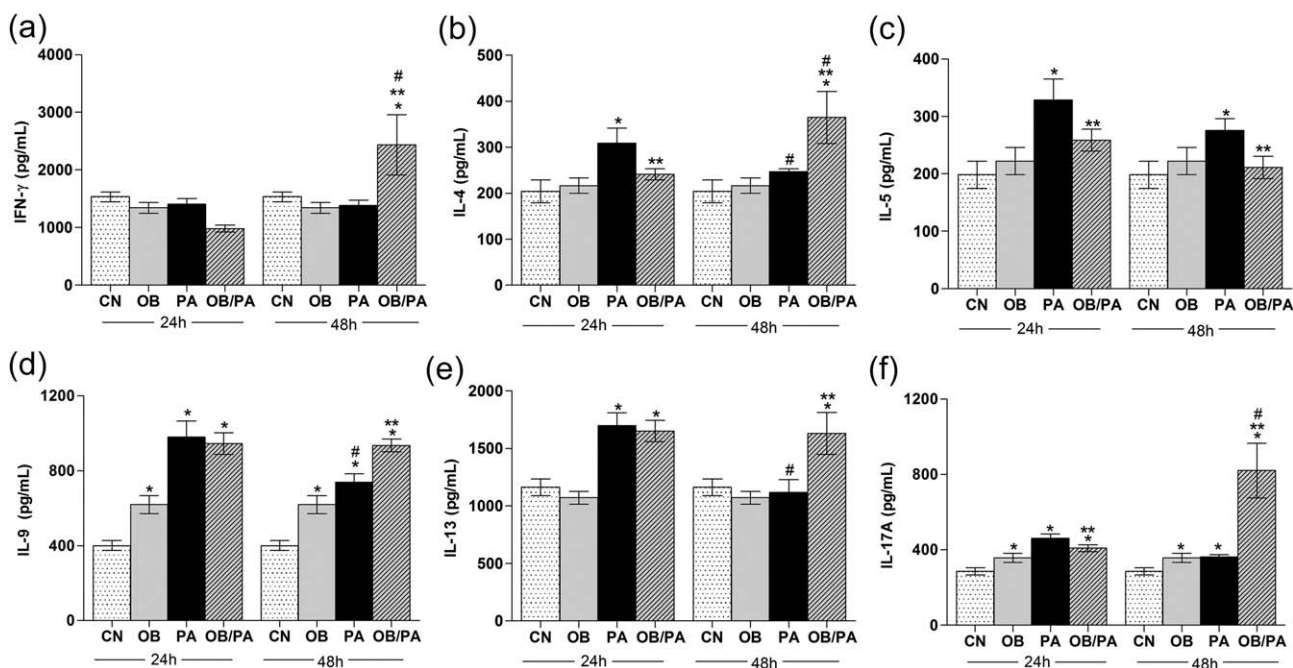 (a)
IFN-γ (pg/mL)
4000
3000
2000
1000
0
#
**
*
CN OB PA OB/PA CN OB PA OB/PA
24h 48h
(b)
IL-4 (pg/mL)
500
400
300
200
100
0
*
**
#
#
**
*
CN OB PA OB/PA CN OB PA OB/PA
24h 48h
(c)
IL-5 (pg/mL)
400
300
200
100
0
*
**
*
**
CN OB PA OB/PA CN OB PA OB/PA
24h 48h
(d)
IL-9 (pg/mL)
1200
800
400
0
*
*
*
*
#
*
**
*
CN OB PA OB/PA CN OB PA OB/PA
24h 48h
(e)
IL-13 (pg/mL)
2000
1500
1000
500
0
*
*
#
**
*
CN OB PA OB/PA CN OB PA OB/PA
24h 48h
(f)
IL-17A (pg/mL)
1200
800
400
0
*
*
**
*
*
*
#
**
*
CN OB PA OB/PA CN OB PA OB/PA
24h 48h